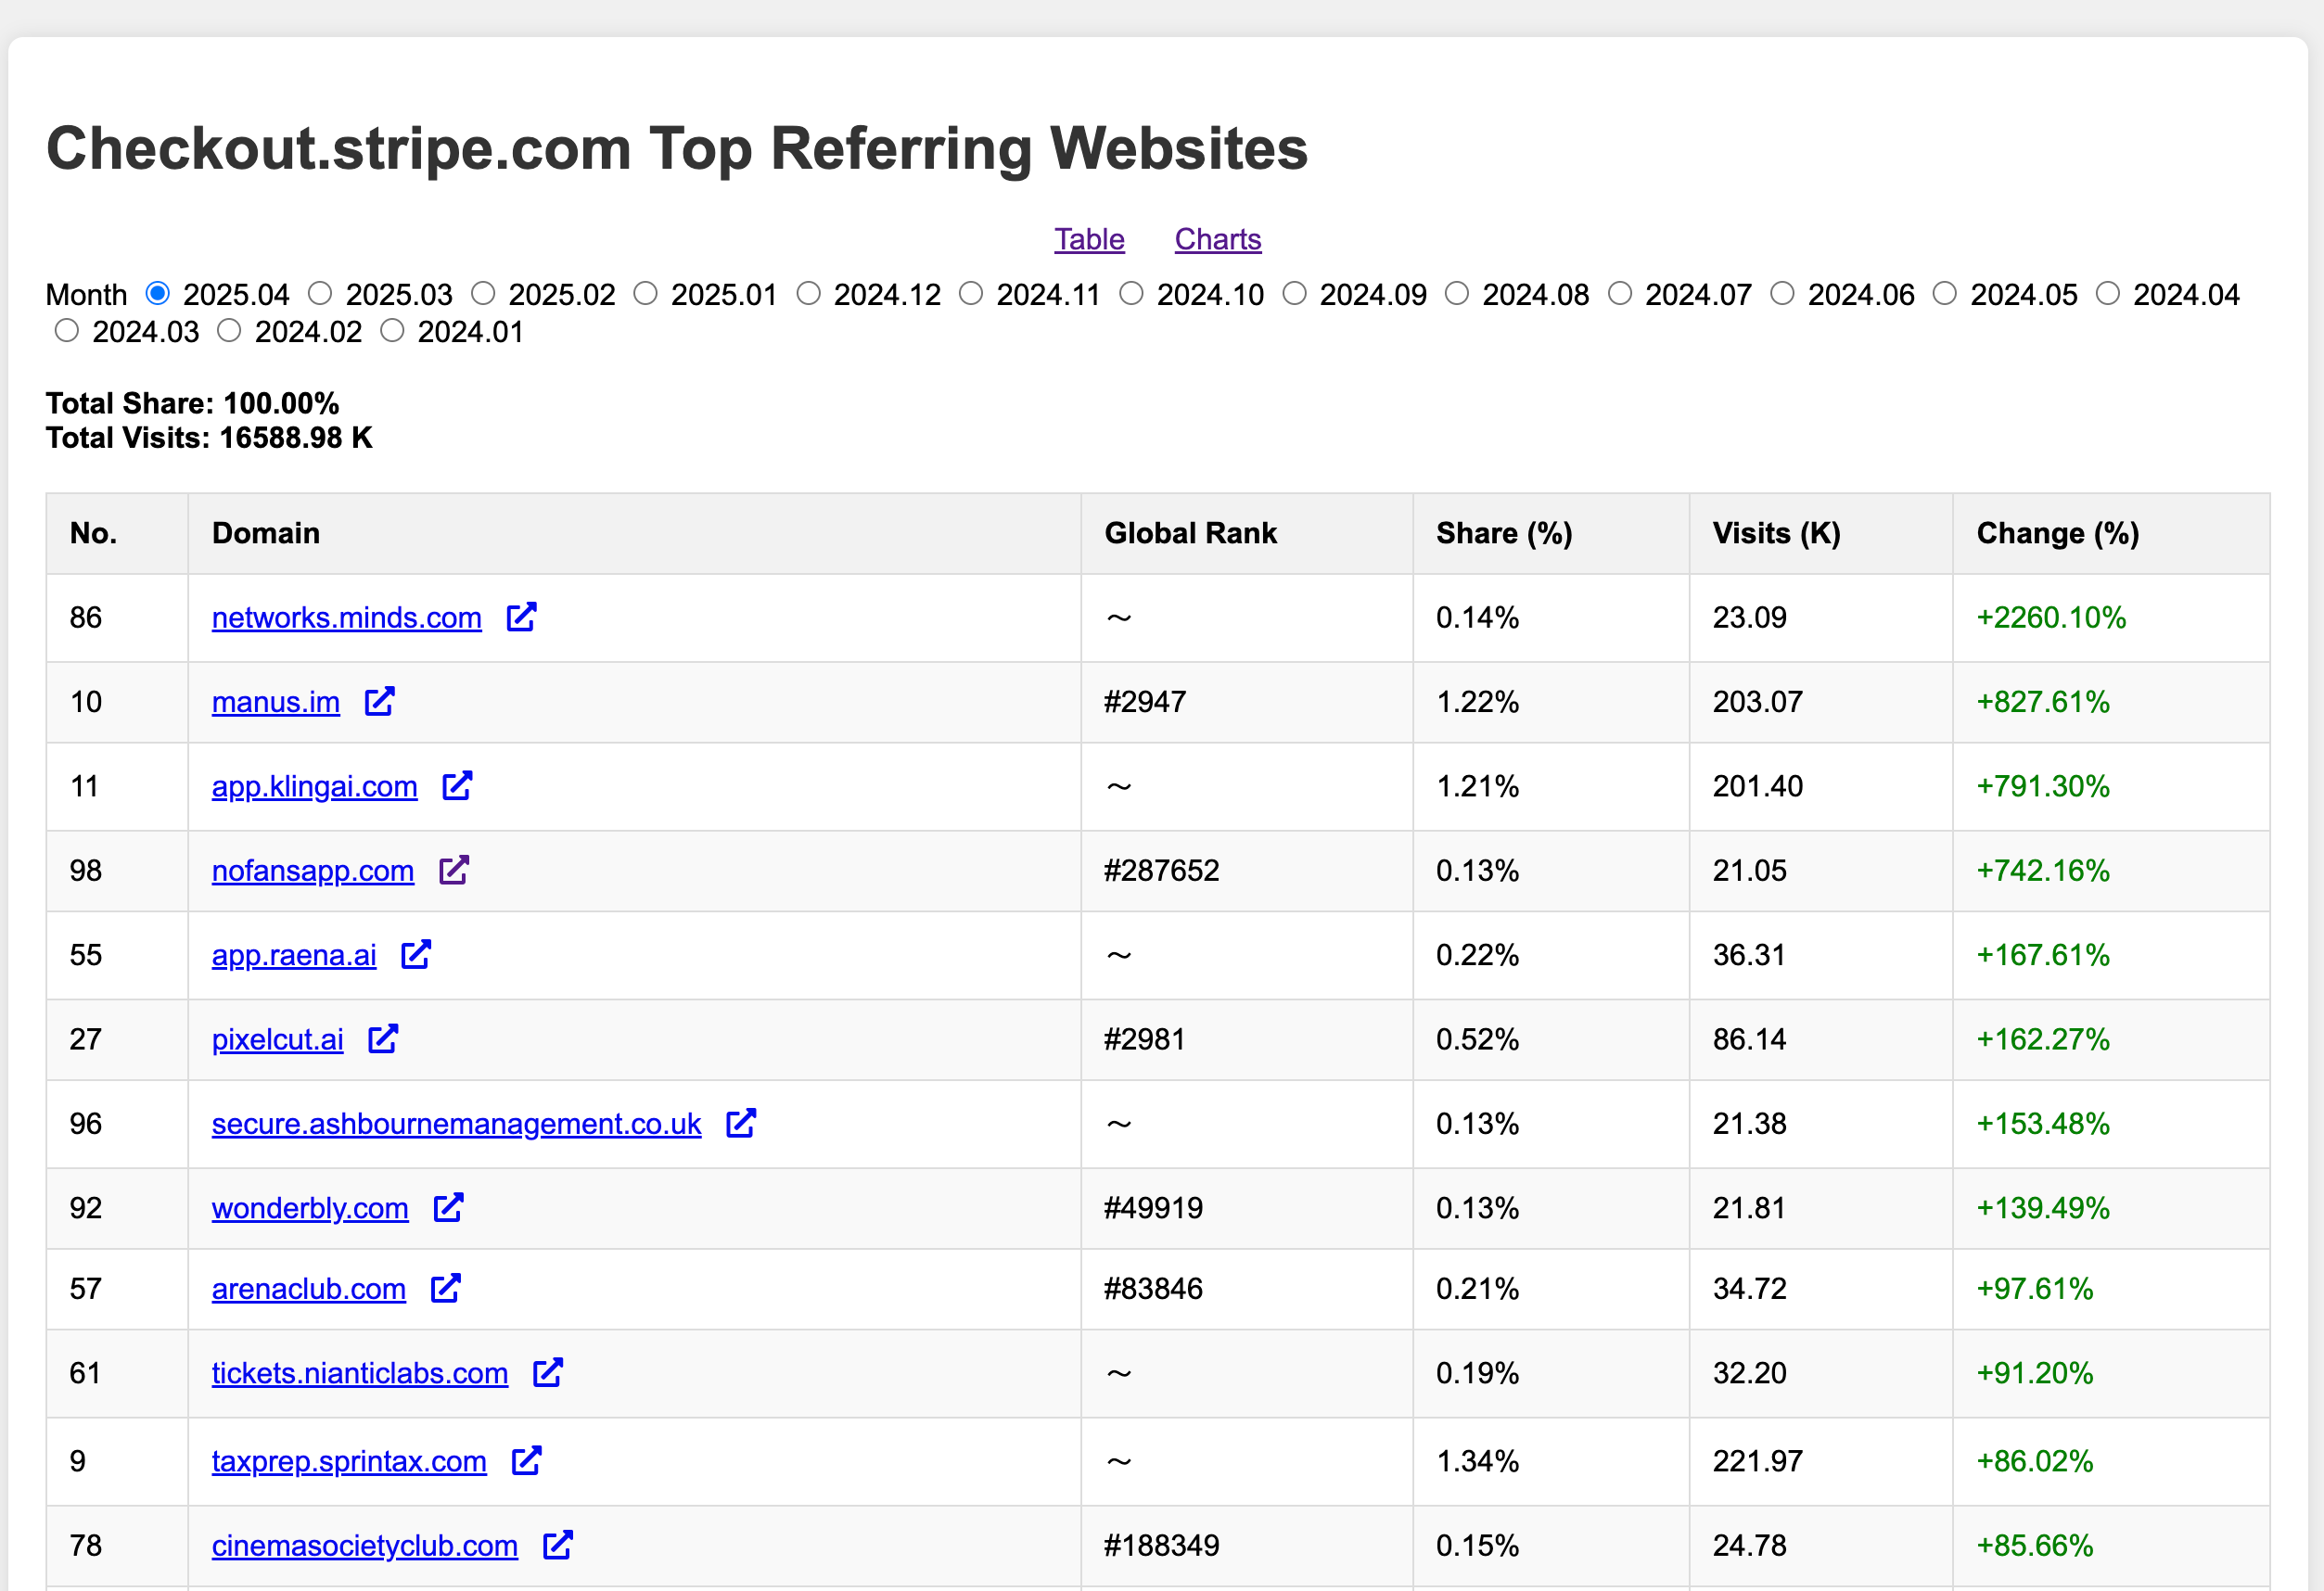 Checkout.stripe.com Top Referring Websites
Table Charts
Month 2025.04 2025.03 2025.02 2025.01 2024.12 2024.11 2024.10 2024.09 2024.08 2024.07 2024.06 2024.05 2024.04
2024.03 2024.02 2024.01
Total Share: 100.00%
Total Visits: 16588.98 K
No. Domain Global Rank Share (%) Visits (K) Change (%)
86 networks.minds.com ～ 0.14% 23.09 +2260.10%
10 manus.im #2947 1.22% 203.07 +827.61%
11 app.klingai.com ～ 1.21% 201.40 +791.30%
98 nofansapp.com #287652 0.13% 21.05 +742.16%
55 app.raena.ai ～ 0.22% 36.31 +167.61%
27 pixelcut.ai #2981 0.52% 86.14 +162.27%
96 secure.ashbournemanagement.co.uk ～ 0.13% 21.38 +153.48%
92 wonderbly.com #49919 0.13% 21.81 +139.49%
57 arenaclub.com #83846 0.21% 34.72 +97.61%
61 tickets.nianticlabs.com ～ 0.19% 32.20 +91.20%
9 taxprep.sprintax.com ～ 1.34% 221.97 +86.02%
78 cinemasocietyclub.com #188349 0.15% 24.78 +85.66%